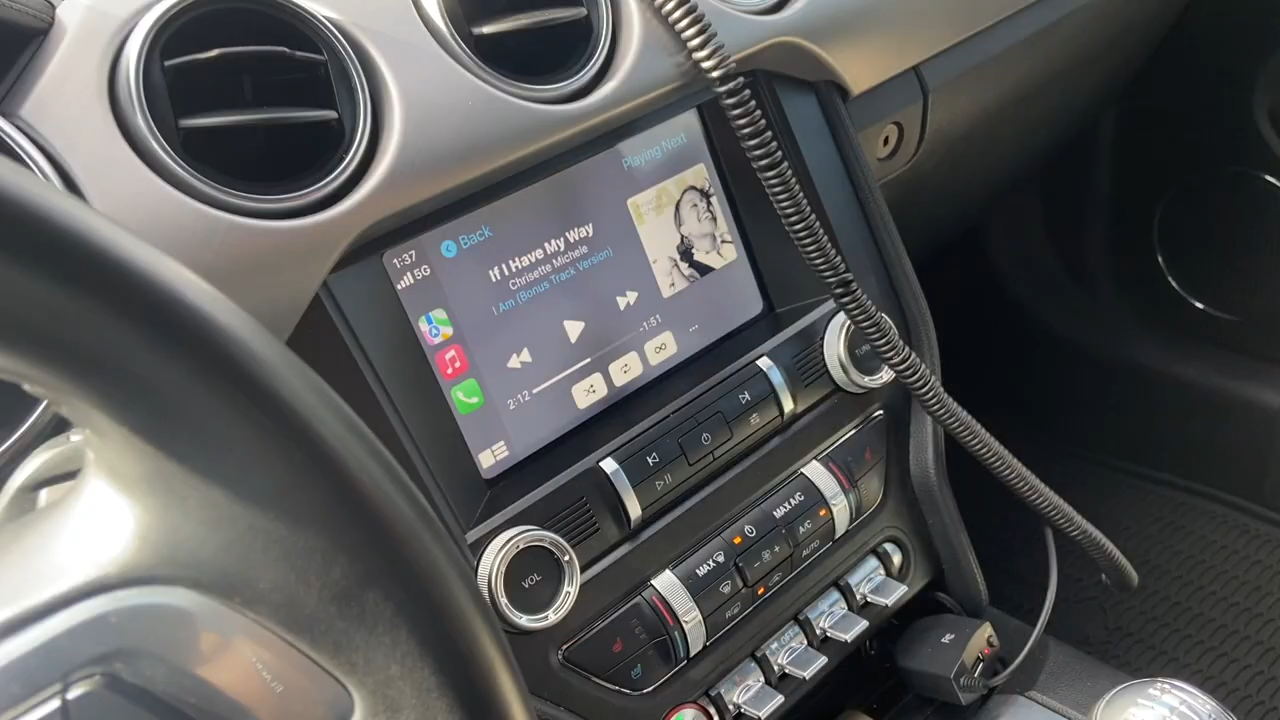 Playing Next
Back
1:37
5G
If I Have My Way
Chrisette Michele
I Am (Bonus Track Version)
-1:51
2:12
TUNE
VOL
MAX A/C
MAX
A/C
AUTO
R
OFF